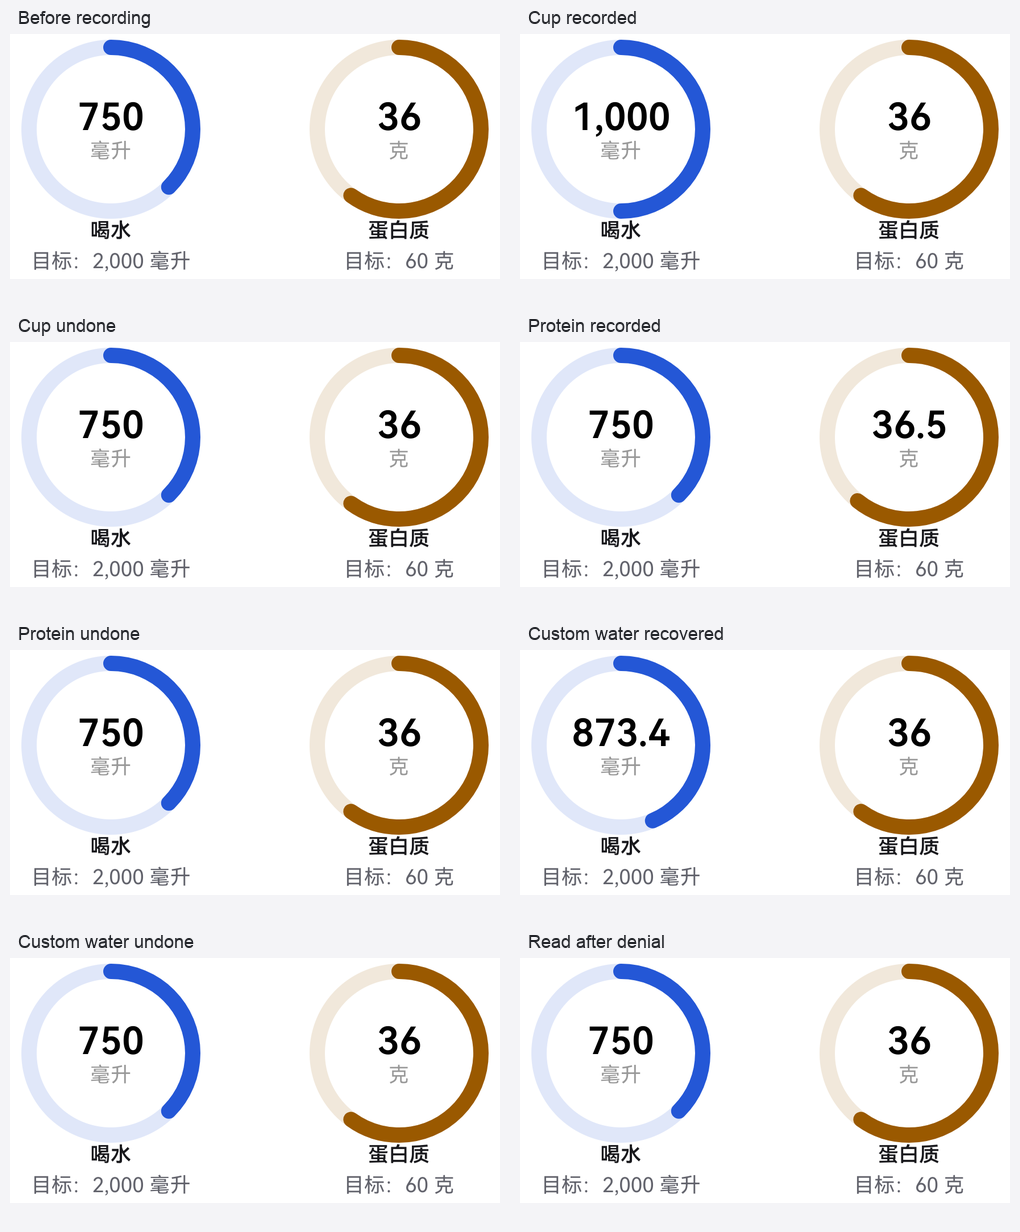 Before recording
750
毫升
喝水
目标：2,000 毫升
36
克
蛋白质
目标：60 克
Cup recorded
1,000
毫升
喝水
目标：2,000 毫升
36
克
蛋白质
目标：60 克
Cup undone
750
毫升
喝水
目标：2,000 毫升
36
克
蛋白质
目标：60 克
Protein recorded
750
毫升
喝水
目标：2,000 毫升
36.5
克
蛋白质
目标：60 克
Protein undone
750
毫升
喝水
目标：2,000 毫升
36
克
蛋白质
目标：60 克
Custom water recovered
873.4
毫升
喝水
目标：2,000 毫升
36
克
蛋白质
目标：60 克
Custom water undone
750
毫升
喝水
目标：2,000 毫升
36
克
蛋白质
目标：60 克
Read after denial
750
毫升
喝水
目标：2,000 毫升
36
克
蛋白质
目标：60 克